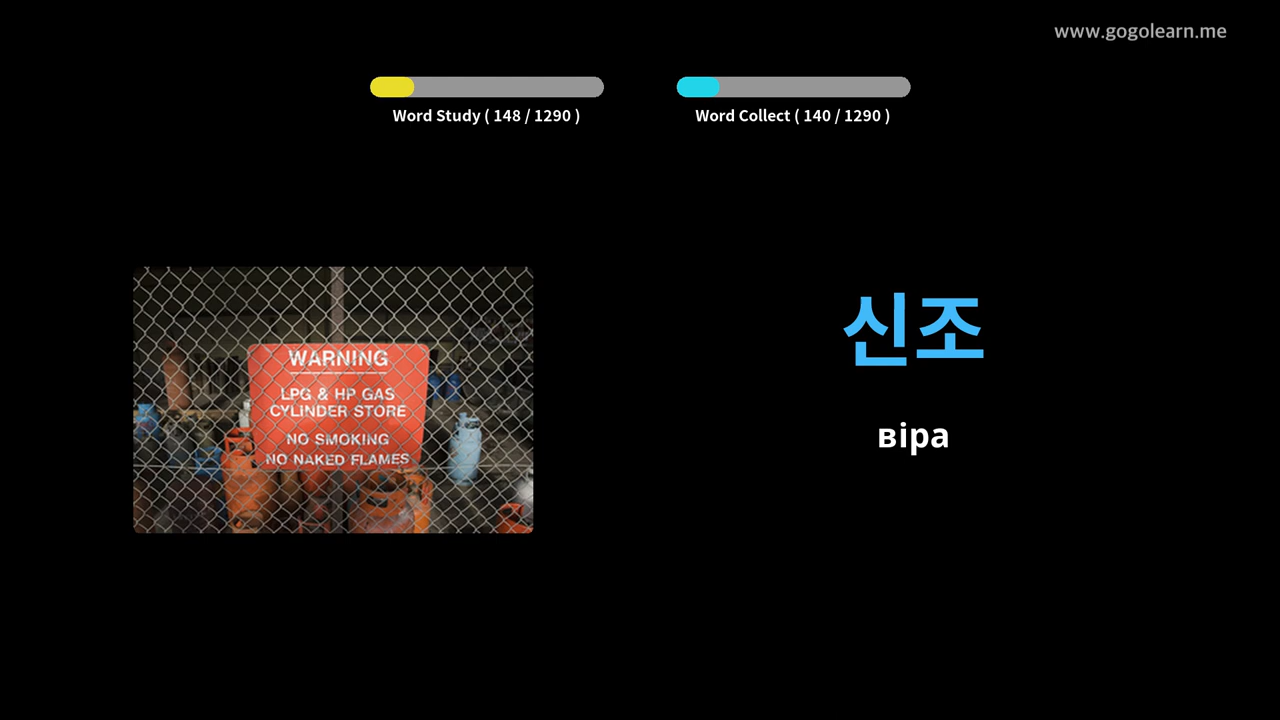 www.gogolearn.me
Word Study ( 148 / 1290 )
Word Collect ( 140 / 1290 )
신조
віра
WARNING
LPG & HP GAS
CYLINDER STORE
NO SMOKING
NO NAKED FLAMES